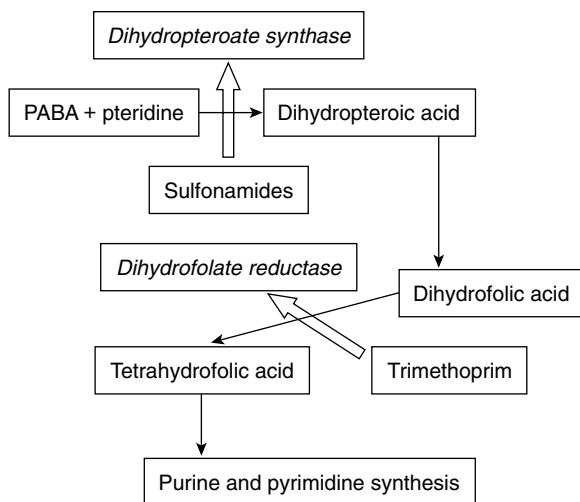 Dihydropteroate synthase
PABA + pteridine
Dihydropteroic acid
Sulfonamides
Dihydrofolate reductase
Dihydrofolic acid
Tetrahydrofolic acid
Trimethoprim
Purine and pyrimidine synthesis